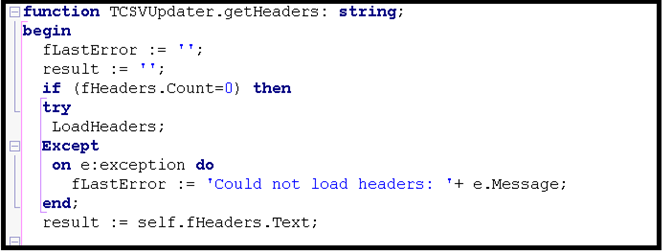 function TCSVUpdater.getHeaders: string;
begin
fLastError := '';
result := '';
if (fHeaders.Count=0) then
try
LoadHeaders;
Except
on e:exception do
fLastError := 'Could not load headers: '+ e.Message;
end;
result := self.fHeaders.Text;